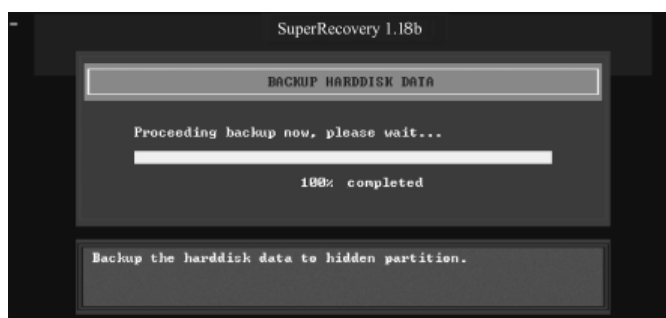 SuperRecovery 1.18b
BACKUP HARDDISK DATA
Proceeding backup now, please wait...
100% completed
Backup the harddisk data to hidden partition.